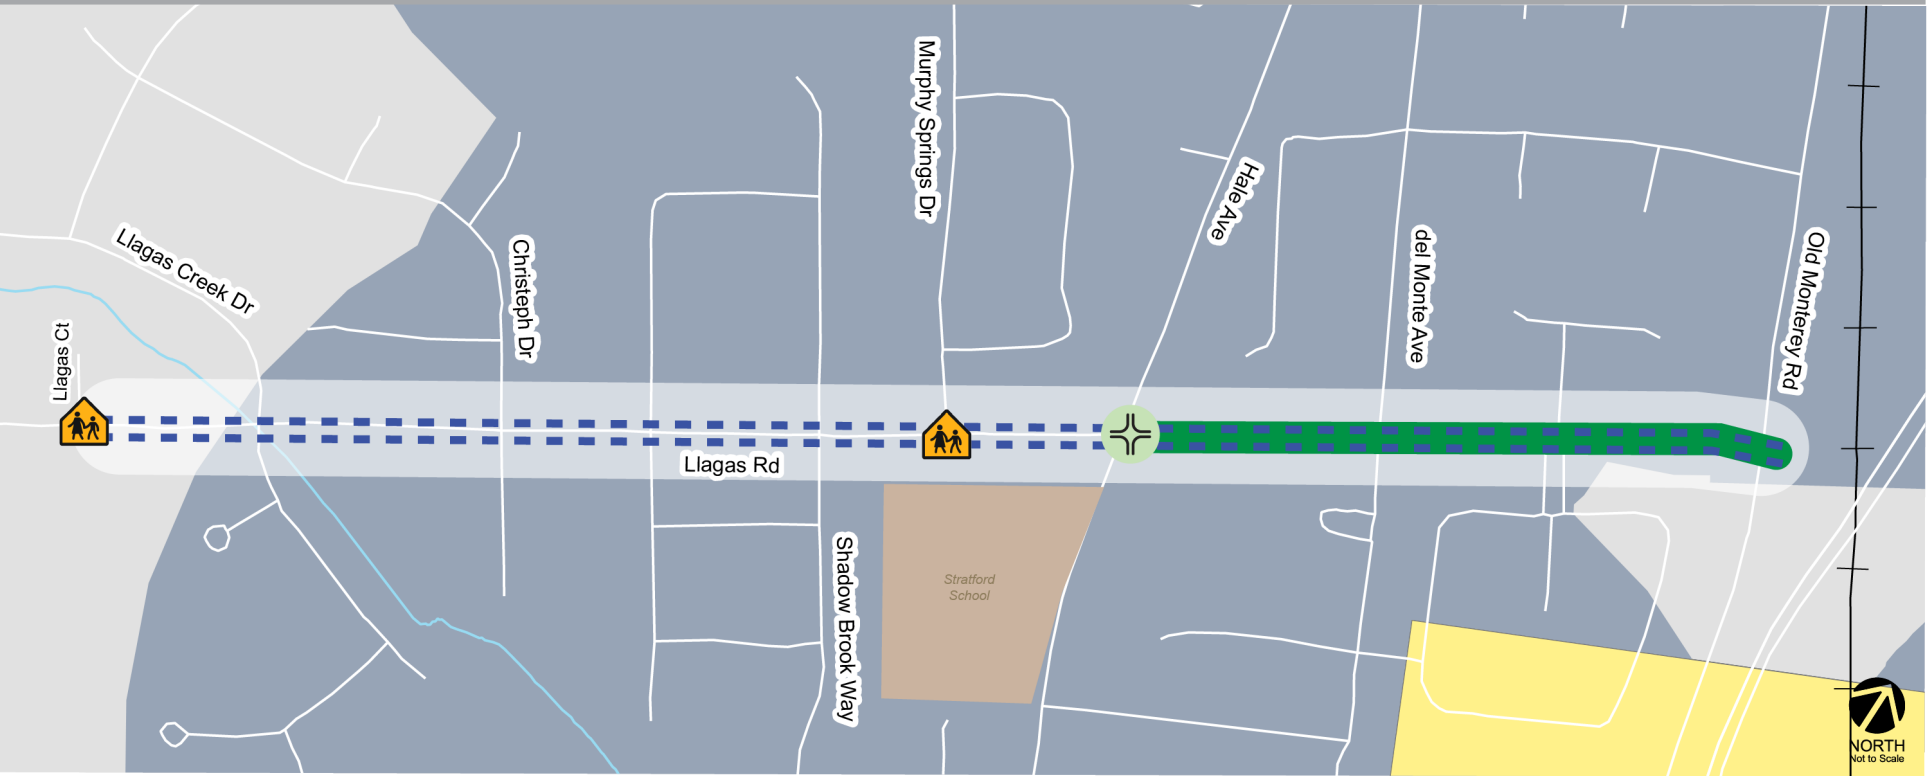 Murphy Springs Dr
Hale Ave
Llagas Creek Dr
Christeph Dr
del Monte Ave
Old Monterey Rd
Llagas Ct
Llagas Rd
Shadow Brook Way
Stratford
School
NORTH
Not to Scale